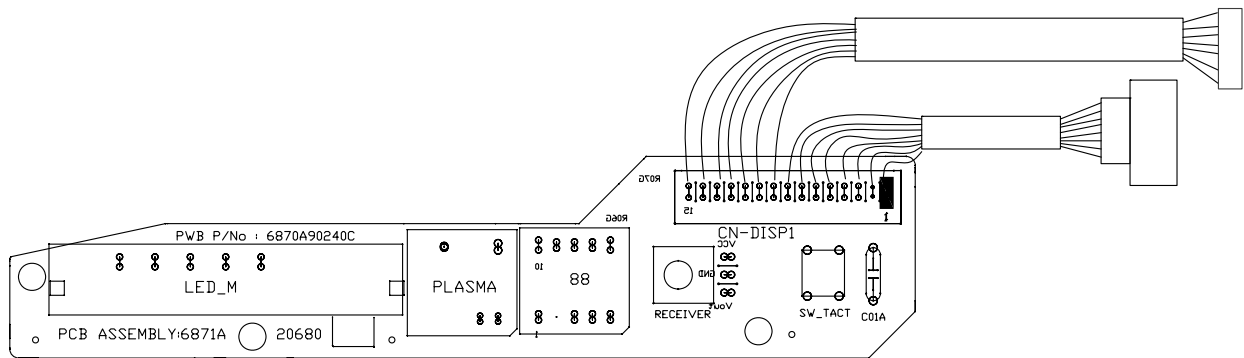 R07G
15
1
R06G
CN-DISP1
PWB P/No : 6870A90240C
VCC
GND
Vout
10
88
1
LED_M
PLASMA
RECEIVER
SW_TACT
C01A
PCB ASSEMBLY:6871A
20680